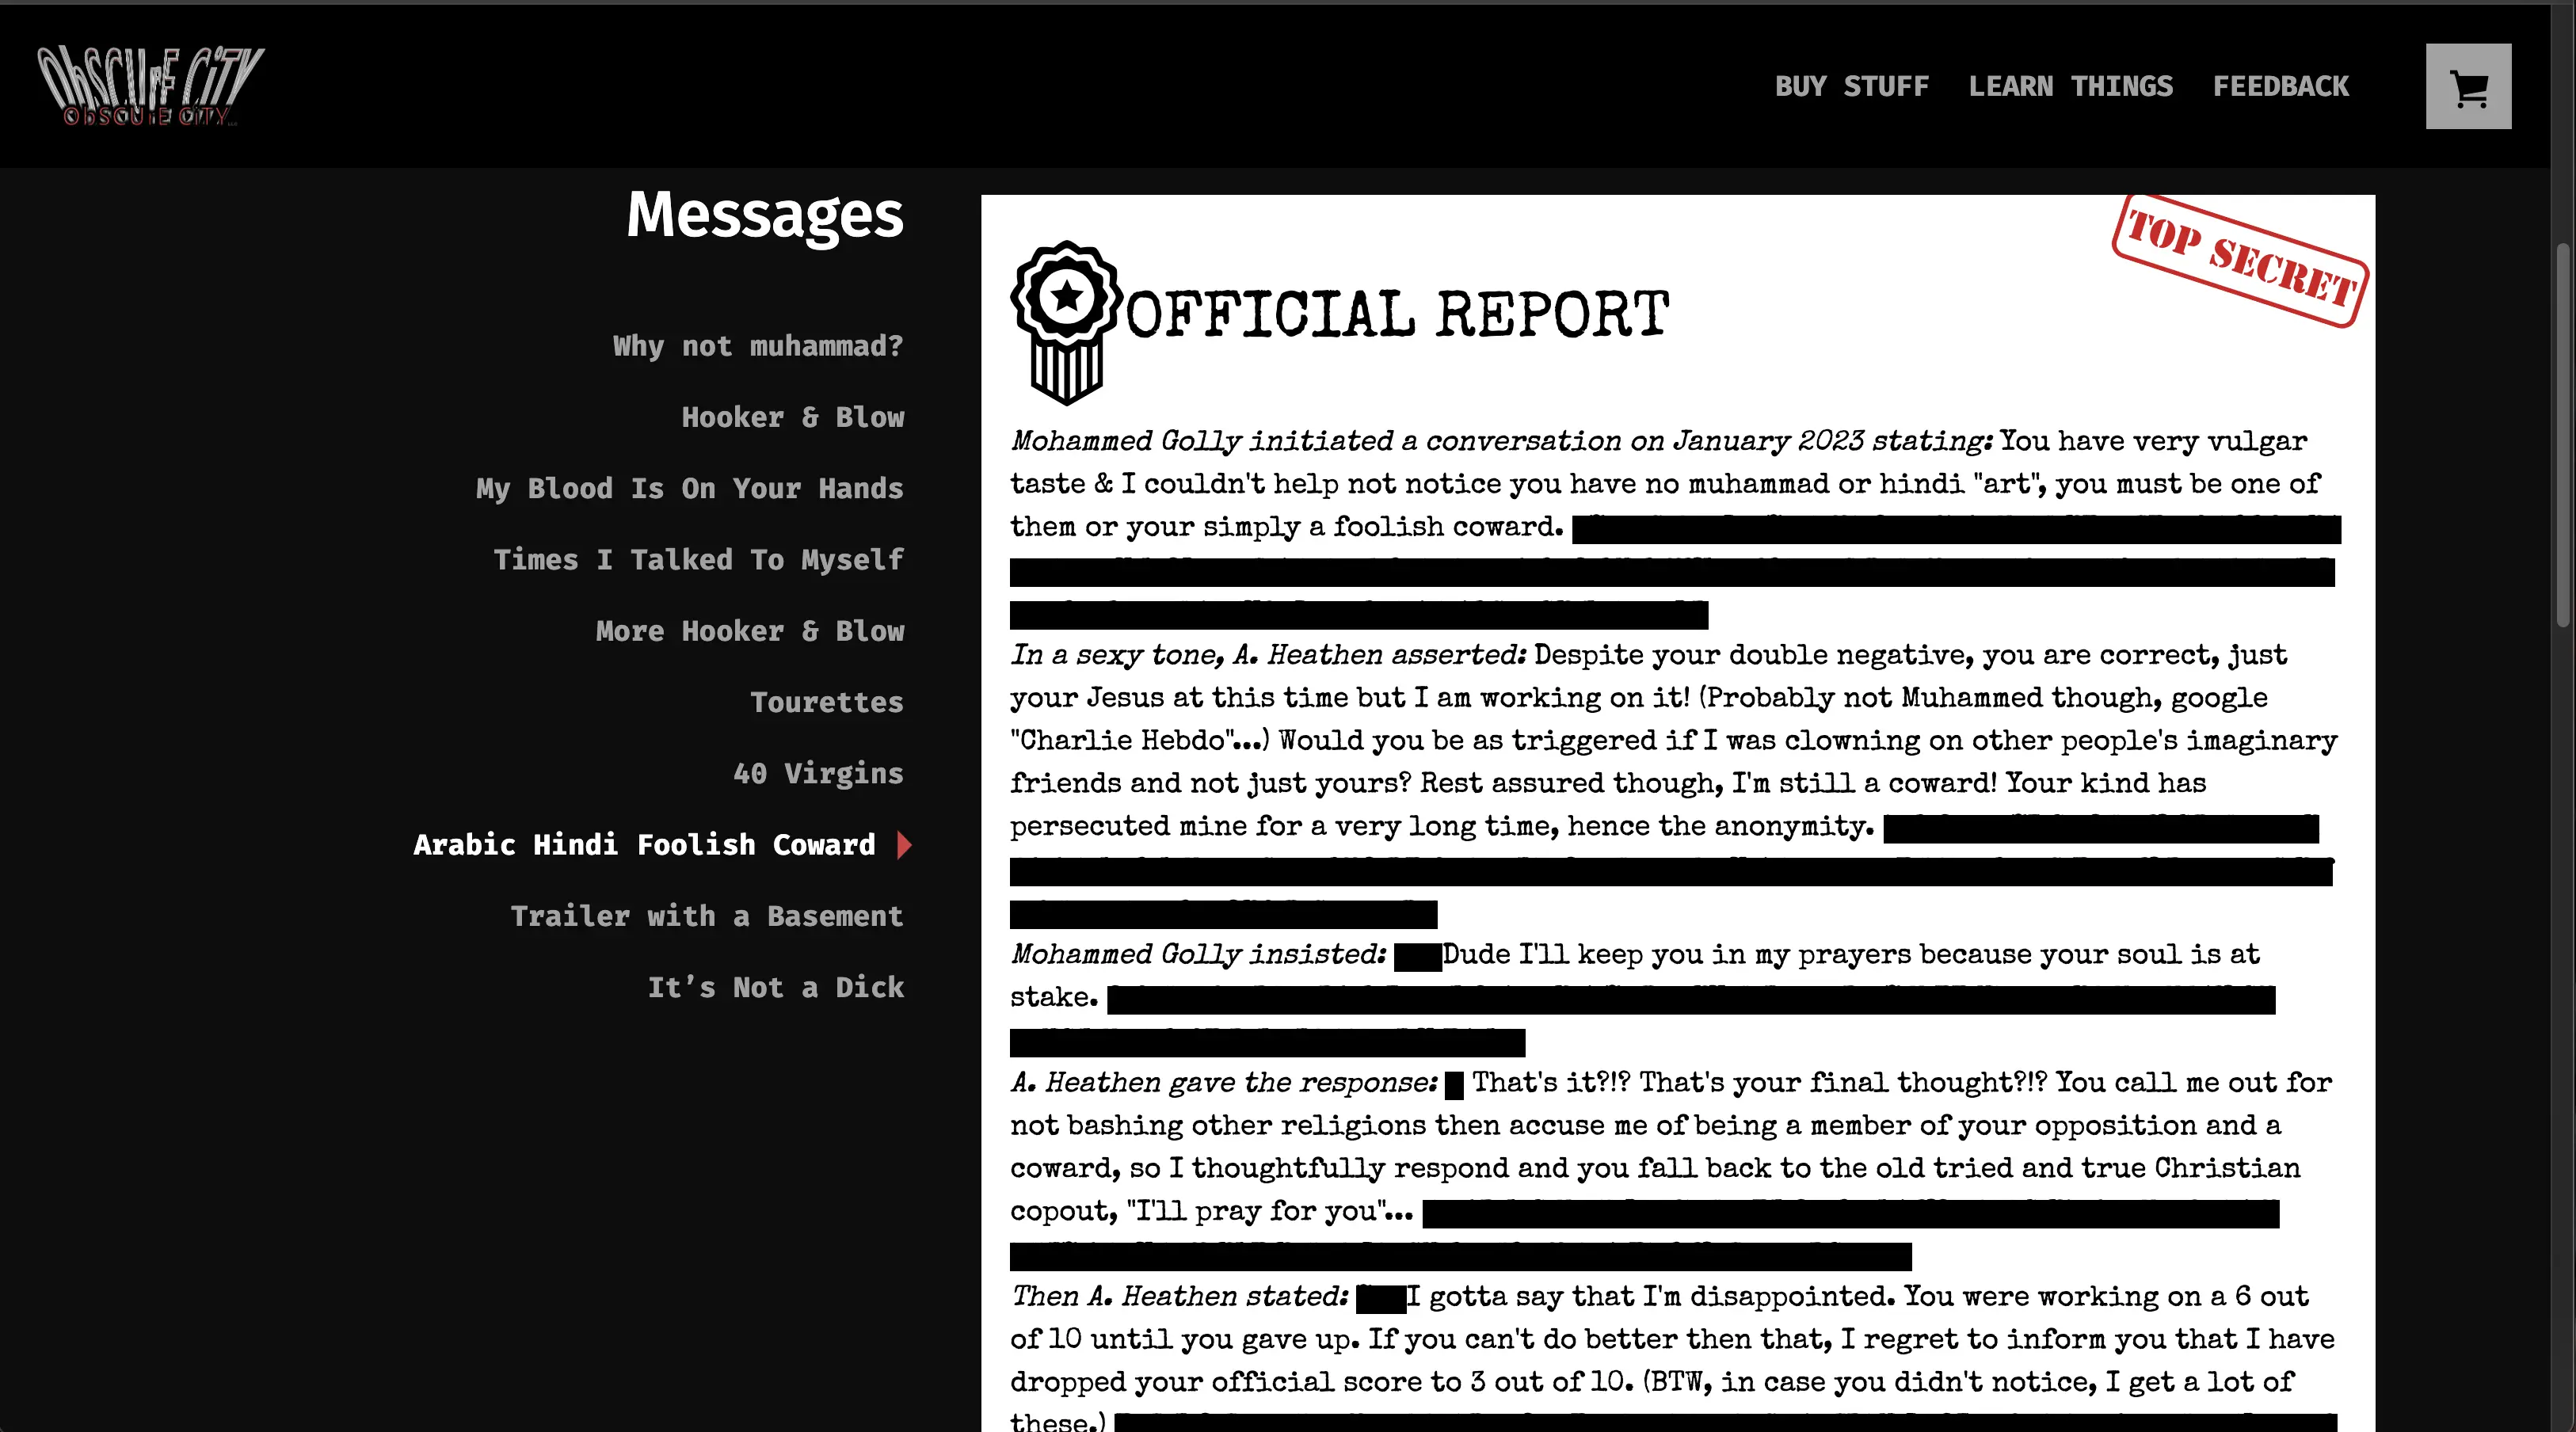 ObSCUrE CiTY
ObSCUrE CiTY
BUY STUFF LEARN THINGS FEEDBACK
Messages
Why not muhammad?
Hooker & Blow
My Blood Is On Your Hands
Times I Talked To Myself
More Hooker & Blow
Tourettes
40 Virgins
Arabic Hindi Foolish Coward
Trailer with a Basement
It’s Not a Dick
TOP SECRET
OFFICIAL REPORT
Mohammed Golly initiated a conversation on January 2023 stating: You have very vulgar
taste & I couldn't help not notice you have no muhammad or hindi "art", you must be one of
them or your simply a foolish coward.
In a sexy tone, A. Heathen asserted: Despite your double negative, you are correct, just
your Jesus at this time but I am working on it! (Probably not Muhammed though, google
"Charlie Hebdo"...) Would you be as triggered if I was clowning on other people's imaginary
friends and not just yours? Rest assured though, I'm still a coward! Your kind has
persecuted mine for a very long time, hence the anonymity.
Mohammed Golly insisted: Dude I'll keep you in my prayers because your soul is at
stake.
A. Heathen gave the response: That's it?!? That's your final thought?!? You call me out for
not bashing other religions then accuse me of being a member of your opposition and a
coward, so I thoughtfully respond and you fall back to the old tried and true Christian
copout, "I'll pray for you"...
Then A. Heathen stated: I gotta say that I'm disappointed. You were working on a 6 out
of 10 until you gave up. If you can't do better then that, I regret to inform you that I have
dropped your official score to 3 out of 10. (BTW, in case you didn't notice, I get a lot of
these.)